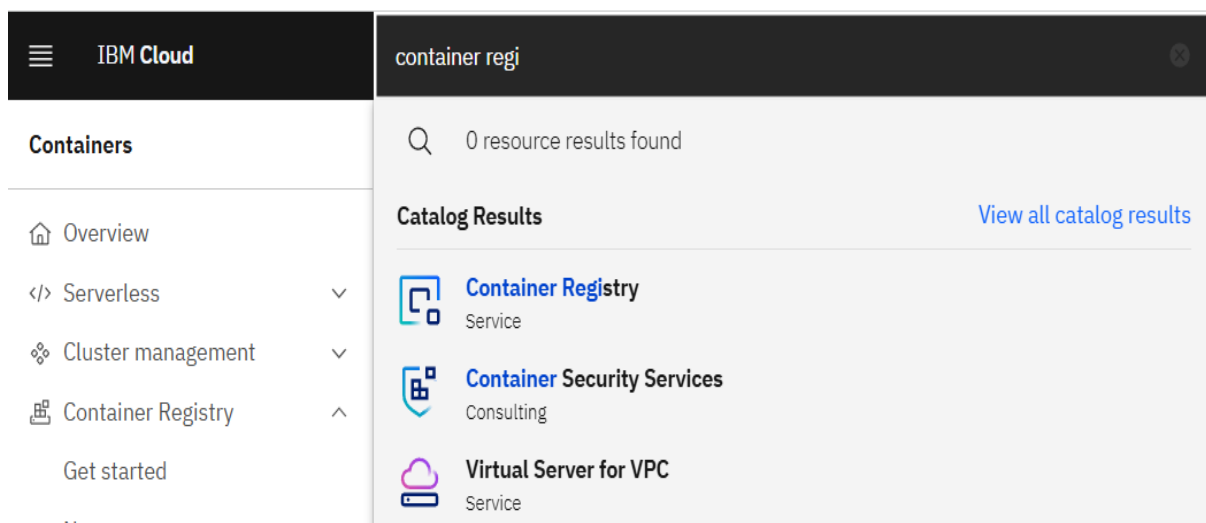 IBM Cloud
container regi
Containers
Overview
</> Serverless
Cluster management
Container Registry
Get started
0 resource results found
Catalog Results
View all catalog results
Container Registry
Service
Container Security Services
Consulting
Virtual Server for VPC
Service